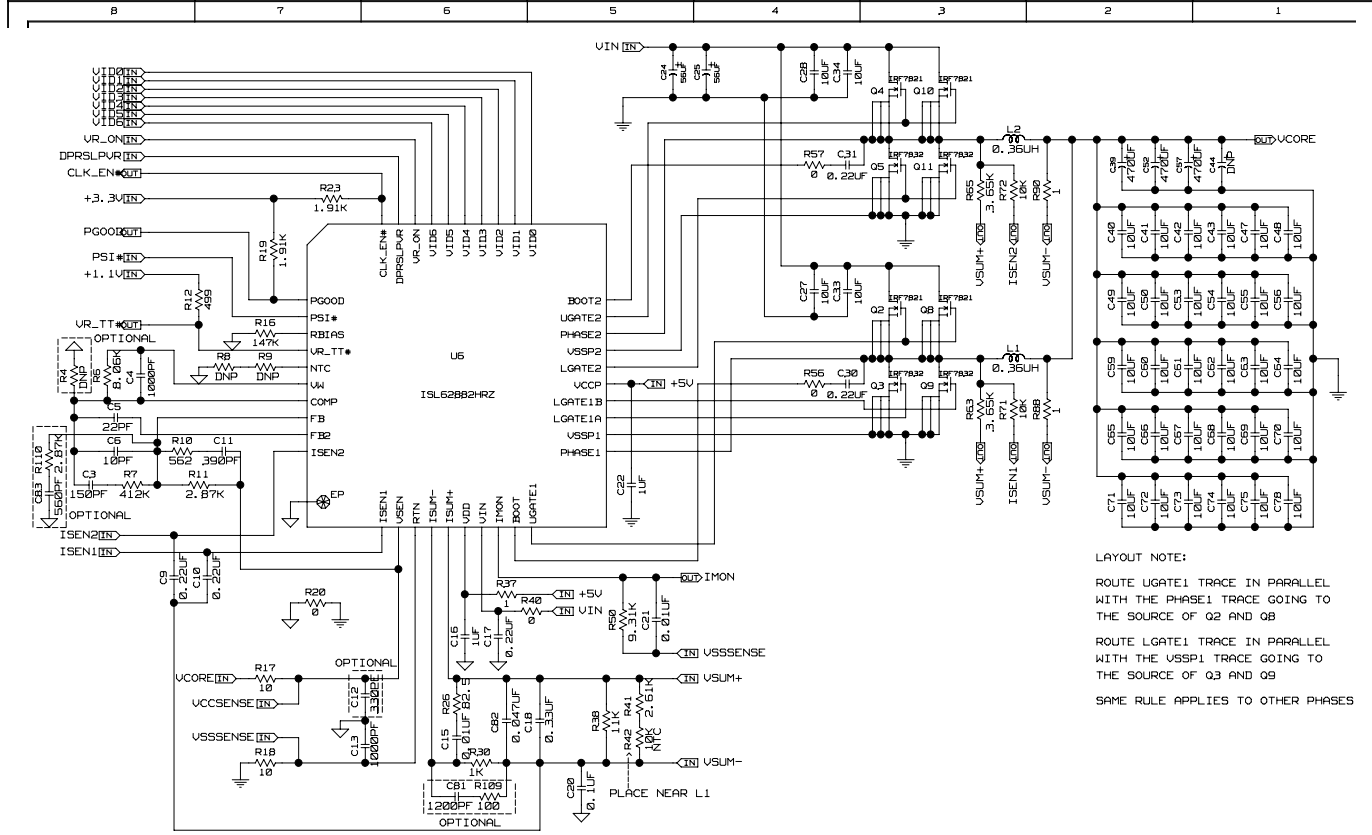 8 7 6 5 4 3 2 1
VIN IN
C24 56UF
C25 56UF
C28 10UF
C34 10UF
IRF7821 IRF7821
Q4 Q10
VID0 IN
VID1 IN
VID2 IN
VID3 IN
VID4 IN
VID5 IN
VID6 IN
VR_ON IN
DPRSLPVR IN
CLK_EN# OUT
+3.3V IN
PGOOD OUT
PSI# IN
+1.1V IN
VR_TT# OUT
R23 1.91K
R19 1.91K
R12 499
R16 147K
R8 DNP
R9 DNP
OPTIONAL
R4 DNP
R6 8.06K
C4 1000PF
C5 22PF
C6 10PF
R10 562
C11 390PF
R110 2.87K
C83 560PF
C3 150PF
R7 412K
R11 2.87K
OPTIONAL
CLK_EN# DPRSLPVR VR_ON VID6 VID5 VID4 VID3 VID2 VID1 VID0
PGOOD
PSI#
RBIAS
VR_TT#
NTC
VW
COMP
FB
FB2
ISEN2
U6
ISL62882HRZ
EP
BOOT2
UGATE2
PHASE2
VSSP2
LGATE2
VCCP
LGATE1B
LGATE1A
VSSP1
PHASE1
ISEN1 VSEN RTN ISUM- ISUM+ VDD VIN IMON BOOT UGATE1
IN +5V
C22 1UF
R57 0
C31 0.22UF
IRF7832 IRF7832
Q5 Q11
L2
0.36UH
R65 3.65K
R72 10K
R90 1
VSUM+ OUT
ISEN2 OUT
VSUM- OUT
C27 10UF
C33 10UF
IRF7821 IRF7821
Q2 Q8
R56 0
C30 0.22UF
IRF7832 IRF7832
Q3 Q9
L1
0.36UH
R63 3.65K
R71 10K
R88 1
VSUM+ OUT
ISEN1 OUT
VSUM- OUT
OUT VCORE
C39 470UF
C52 470UF
C57 470UF
C44 DNP
C40 10UF
C41 10UF
C42 10UF
C43 10UF
C47 10UF
C48 10UF
C49 10UF
C50 10UF
C53 10UF
C54 10UF
C55 10UF
C56 10UF
C59 10UF
C60 10UF
C61 10UF
C62 10UF
C63 10UF
C64 10UF
C65 10UF
C66 10UF
C67 10UF
C68 10UF
C69 10UF
C70 10UF
C71 10UF
C72 10UF
C73 10UF
C74 10UF
C75 10UF
C78 10UF
ISEN2 IN
ISEN1 IN
C9 0.22UF
C10 0.22UF
R20 0
R37 1
IN +5V
R40 0
IN VIN
C16 1UF
C17 0.22UF
OUT IMON
R50 9.31K
C21 0.01UF
IN VSSSENSE
VCORE IN
R17 10
VCCSENSE IN
VSSSENSE IN
R18 10
OPTIONAL
C12 330PF
C13 1000PF
R26 82.5
C15 0.01UF
C82 0.047UF
C18 0.33UF
R30 1K
C81 1200PF
R109 100
OPTIONAL
R38 11K
R41 2.61K
R42 10K NTC
C20 0.1UF
PLACE NEAR L1
IN VSUM+
IN VSUM-
LAYOUT NOTE:
ROUTE UGATE1 TRACE IN PARALLEL
WITH THE PHASE1 TRACE GOING TO
THE SOURCE OF Q2 AND Q8
ROUTE LGATE1 TRACE IN PARALLEL
WITH THE VSSP1 TRACE GOING TO
THE SOURCE OF Q3 AND Q9
SAME RULE APPLIES TO OTHER PHASES